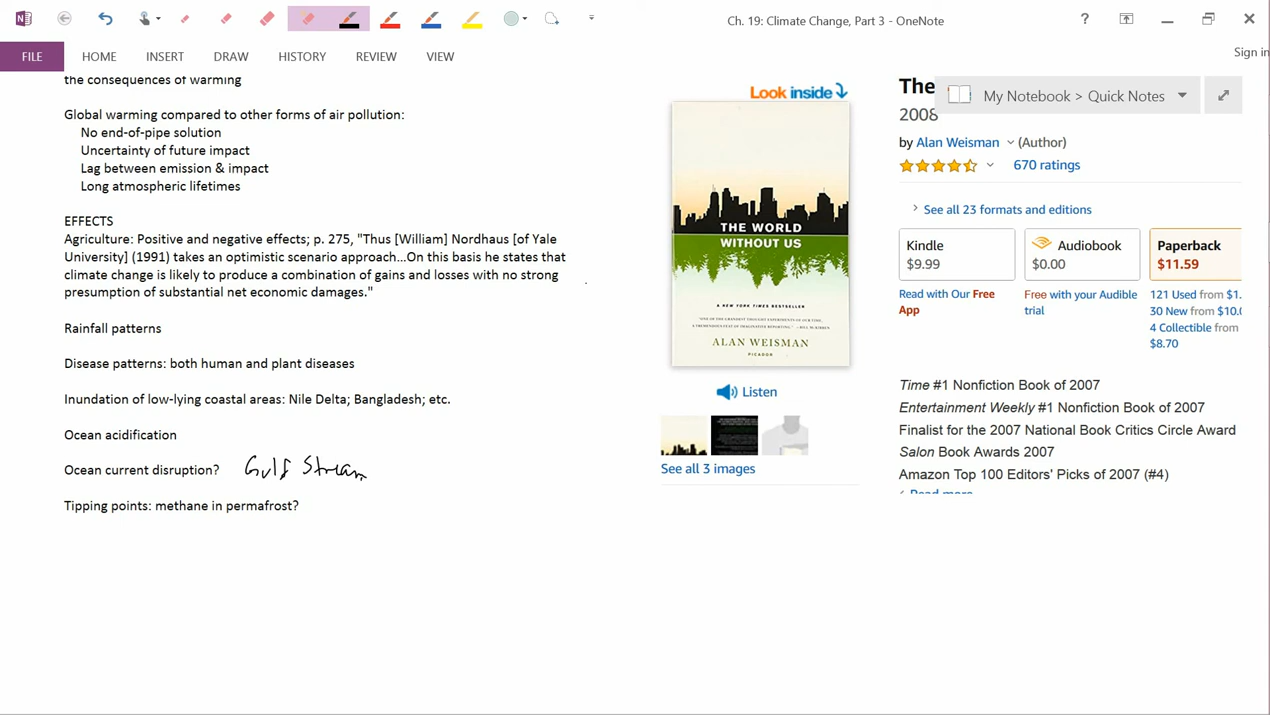 Ch. 19: Climate Change, Part 3 - OneNote
?
FILE
HOME
INSERT
DRAW
HISTORY
REVIEW
VIEW
Sign in
the consequences of warming
Global warming compared to other forms of air pollution:
No end-of-pipe solution
Uncertainty of future impact
Lag between emission & impact
Long atmospheric lifetimes
EFFECTS
Agriculture: Positive and negative effects; p. 275, "Thus [William] Nordhaus [of Yale
University] (1991) takes an optimistic scenario approach...On this basis he states that
climate change is likely to produce a combination of gains and losses with no strong
presumption of substantial net economic damages."
Rainfall patterns
Disease patterns: both human and plant diseases
Inundation of low-lying coastal areas: Nile Delta; Bangladesh; etc.
Ocean acidification
Ocean current disruption? Gulf Stream
Tipping points: methane in permafrost?
Look inside
THE WORLD
WITHOUT US
A NEW YORK TIMES BESTSELLER
ALAN WEISMAN
PICADOR
Listen
See all 3 images
The
My Notebook > Quick Notes
2008
by Alan Weisman (Author)
670 ratings
See all 23 formats and editions
Kindle
$9.99
Audiobook
$0.00
Paperback
$11.59
Read with Our Free
App
Free with your Audible
trial
121 Used from $1.
30 New from $10.
4 Collectible from
$8.70
Time #1 Nonfiction Book of 2007
Entertainment Weekly #1 Nonfiction Book of 2007
Finalist for the 2007 National Book Critics Circle Award
Salon Book Awards 2007
Amazon Top 100 Editors' Picks of 2007 (#4)
Read more